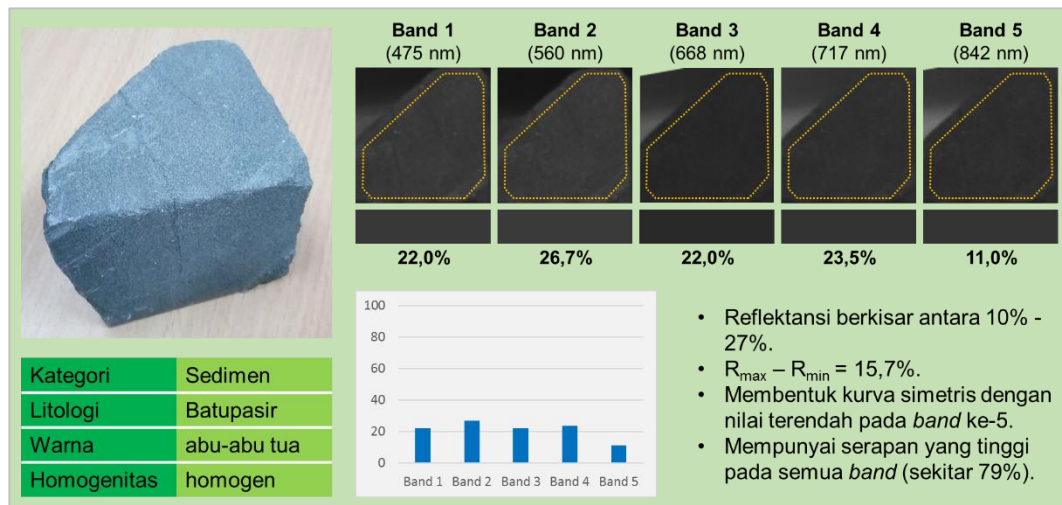 Band 1
(475 nm)
Band 2
(560 nm)
Band 3
(668 nm)
Band 4
(717 nm)
Band 5
(842 nm)
22,0%
26,7%
22,0%
23,5%
11,0%
Kategori Sedimen
Litologi Batupasir
Warna abu-abu tua
Homogenitas homogen
100
80
60
40
20
0
Band 1 Band 2 Band 3 Band 4 Band 5
• Reflektansi berkisar antara 10% -
27%.
• Rmax – Rmin = 15,7%.
• Membentuk kurva simetris dengan
nilai terendah pada band ke-5.
• Mempunyai serapan yang tinggi
pada semua band (sekitar 79%).